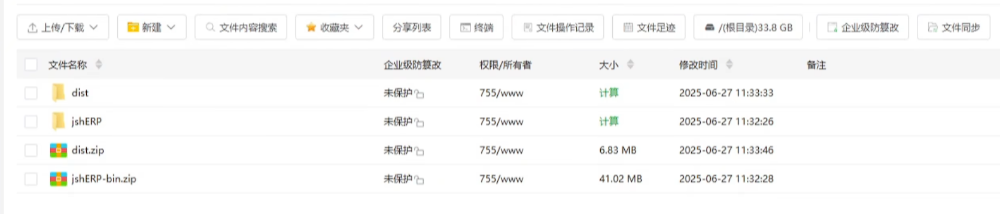 上传/下载 新建 文件内容搜索 收藏夹 分享列表 终端 文件操作记录 文件足迹 /(根目录)33.8 GB 企业级防篡改 文件同步
文件名称 企业级防篡改 权限/所有者 大小 修改时间 备注
dist 未保护 755/www 计算 2025-06-27 11:33:33
jshERP 未保护 755/www 计算 2025-06-27 11:32:26
dist.zip 未保护 755/www 6.83 MB 2025-06-27 11:33:46
jshERP-bin.zip 未保护 755/www 41.02 MB 2025-06-27 11:32:28